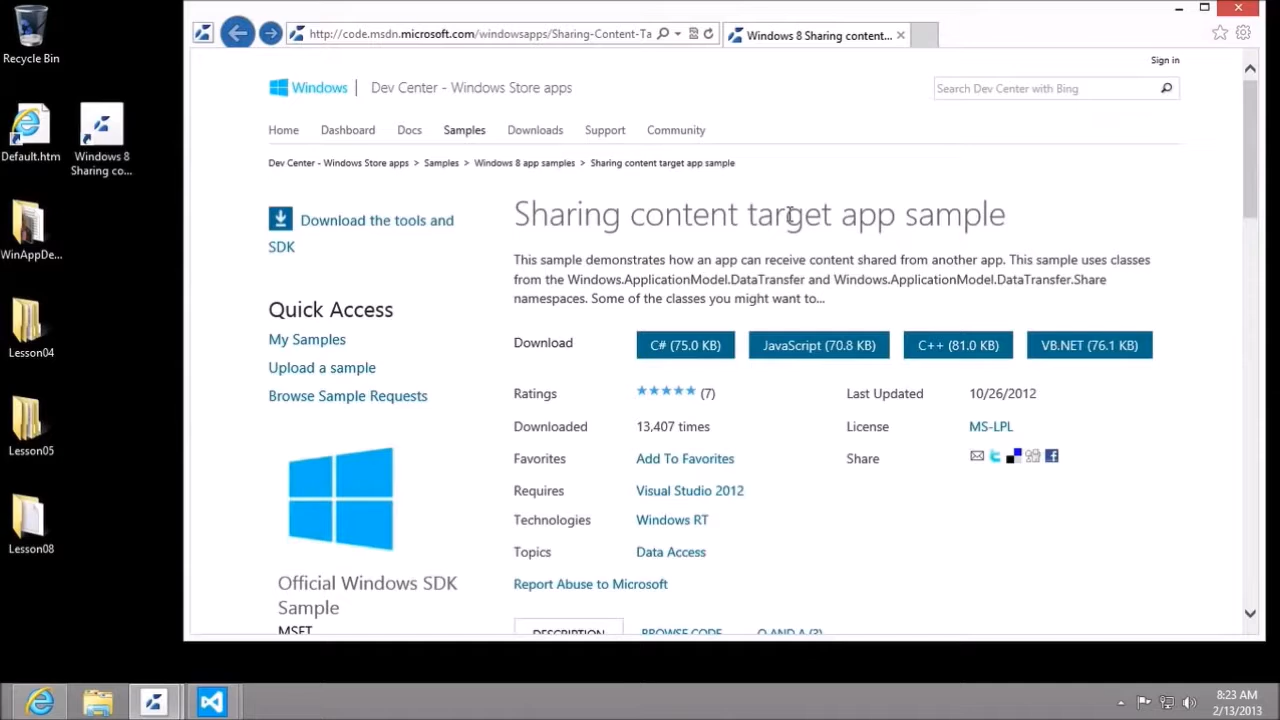 Recycle Bin
Default.htm
Windows 8
Sharing co...
WinAppDe...
Lesson04
Lesson05
Lesson08
http://code.msdn.microsoft.com/windowsapps/Sharing-Content-Ta
Windows 8 Sharing content...
Sign in
Windows
Dev Center - Windows Store apps
Search Dev Center with Bing
Home Dashboard Docs Samples Downloads Support Community
Dev Center - Windows Store apps > Samples > Windows 8 app samples > Sharing content target app sample
Download the tools and
SDK
Quick Access
My Samples
Upload a sample
Browse Sample Requests
Official Windows SDK
Sample
MSFT
Sharing content target app sample
This sample demonstrates how an app can receive content shared from another app. This sample uses classes
from the Windows.ApplicationModel.DataTransfer and Windows.ApplicationModel.DataTransfer.Share
namespaces. Some of the classes you might want to...
Download C# (75.0 KB) JavaScript (70.8 KB) C++ (81.0 KB) VB.NET (76.1 KB)
Ratings (7) Last Updated 10/26/2012
Downloaded 13,407 times License MS-LPL
Favorites Add To Favorites Share
Requires Visual Studio 2012
Technologies Windows RT
Topics Data Access
Report Abuse to Microsoft
DESCRIPTION BROWSE CODE Q AND A (3)
8:23 AM
2/13/2013